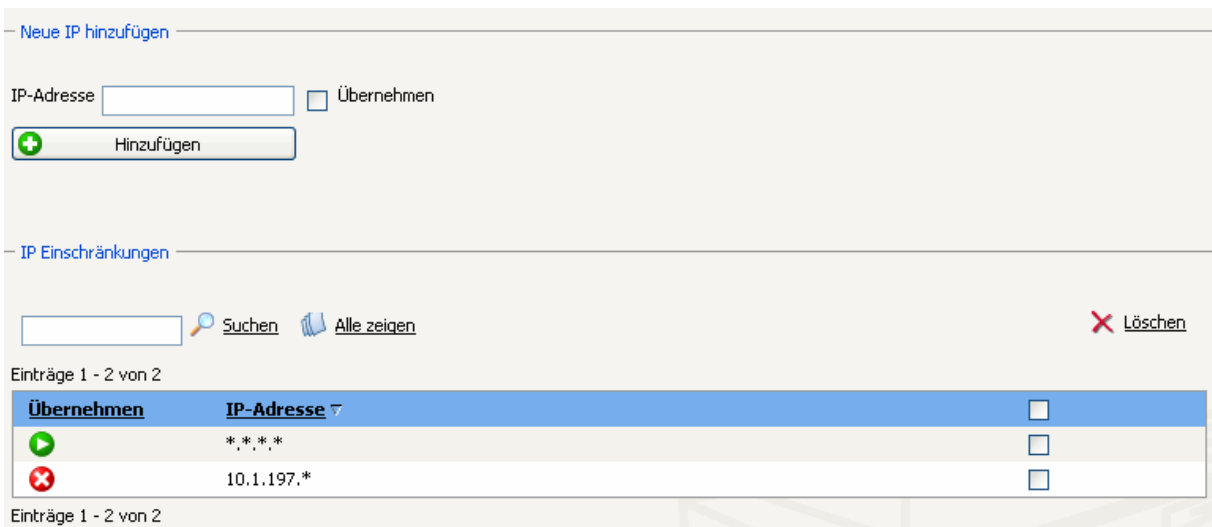 Neue IP hinzufügen
IP-Adresse Übernehmen
Hinzufügen
IP Einschränkungen
Suchen Alle zeigen Löschen
Einträge 1 - 2 von 2
Übernehmen IP-Adresse
*.*.*.*
10.1.197.*
Einträge 1 - 2 von 2